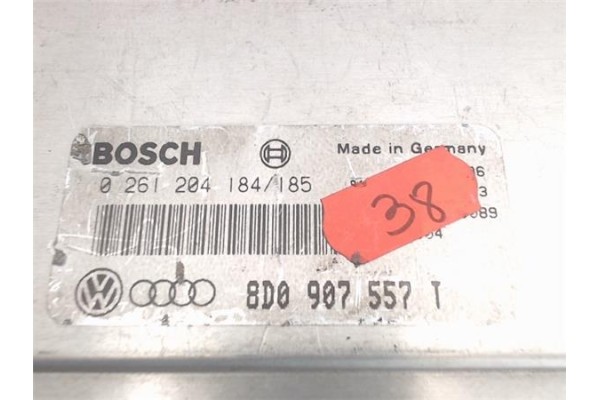 BOSCH Made in Germany
0 261 204 184/185
38
8D0 907 557 T